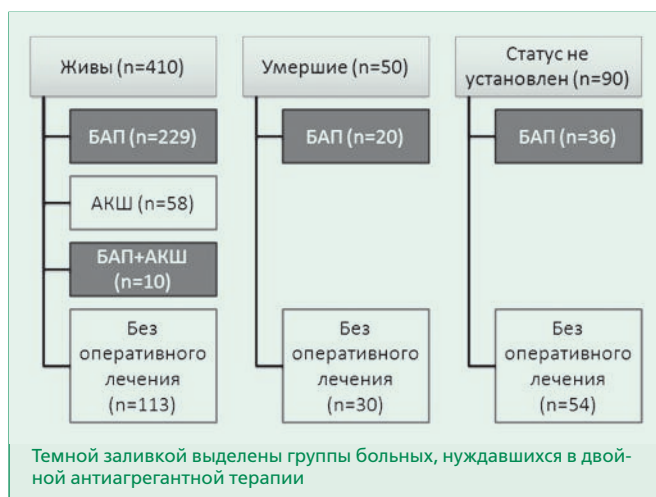 Живы (n=410)
БАП (n=229)
АКШ (n=58)
БАП+АКШ
(n=10)
Без
оперативного
лечения
(n=113)
Умершие (n=50)
БАП (n=20)
Без
оперативного
лечения
(n=30)
Статус не
установлен (n=90)
БАП (n=36)
Без
оперативного
лечения
(n=54)
Темной заливкой выделены группы больных, нуждавшихся в двой-
ной антиагрегантной терапии